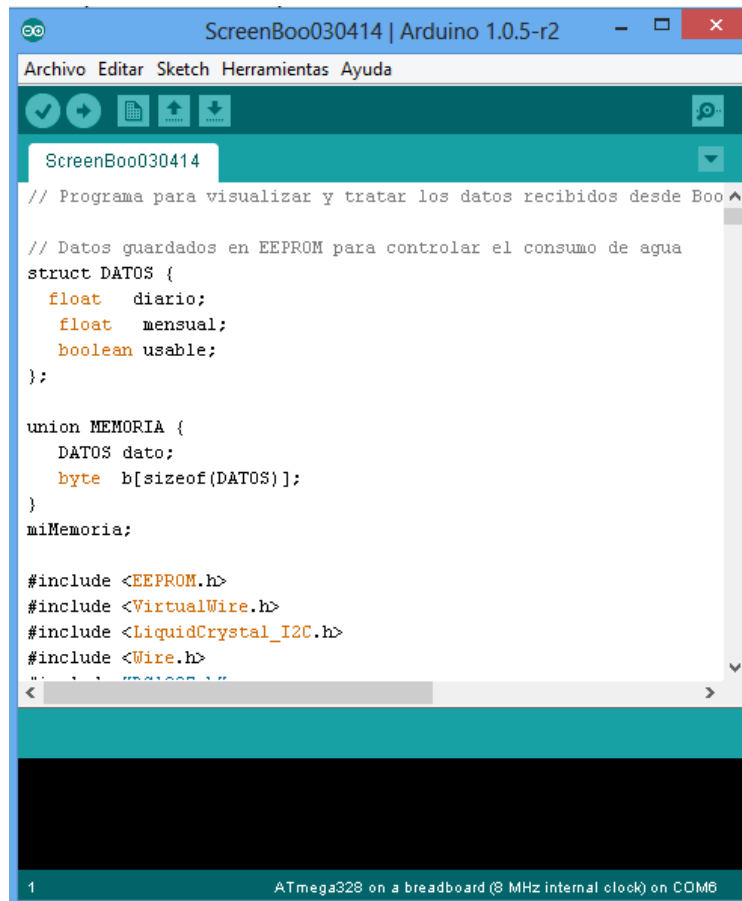 ScreenBoo030414 | Arduino 1.0.5-r2
Archivo Editar Sketch Herramientas Ayuda
ScreenBoo030414
// Programa para visualizar y tratar los datos recibidos desde Boo
// Datos guardados en EEPROM para controlar el consumo de agua
struct DATOS {
float diario;
float mensual;
boolean usable;
};
union MEMORIA {
DATOS dato;
byte b[sizeof(DATOS)];
}
miMemoria;
#include <EEPROM.h>
#include <VirtualWire.h>
#include <LiquidCrystal_I2C.h>
#include <Wire.h>
1
ATmega328 on a breadboard (8 MHz internal clock) on COM6